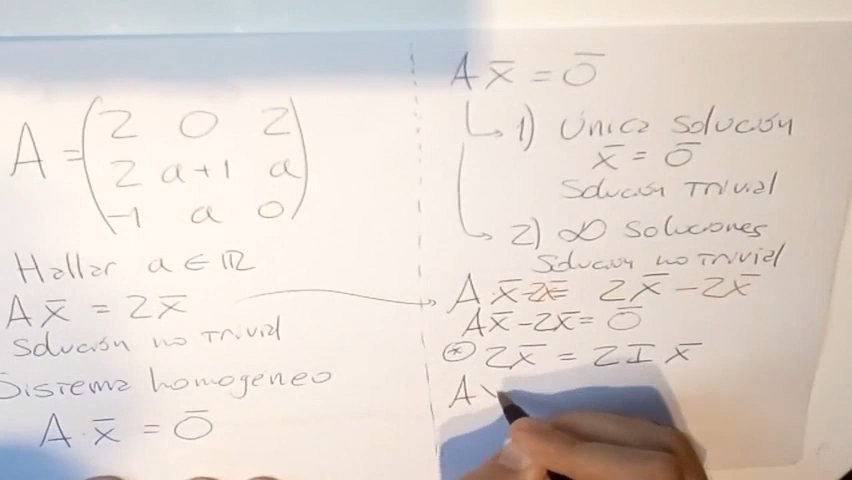 A = ( 2 0 2
2 a+1 a
-1 a 0 )
Hallar a ∈ ℝ
A x̄ = 2x̄
Solución no trivial
Sistema homogeneo
A · x̄ = 0̄
A x̄ = 0̄
1) Única solución
x̄ = 0̄
Solución Trivial
2) ∞ soluciones
Solución no trivial
A x̄ - 2x̄ = 2x̄ - 2x̄
Ax̄ - 2x̄ = 0̄
* 2x̄ = 2 I x̄
A